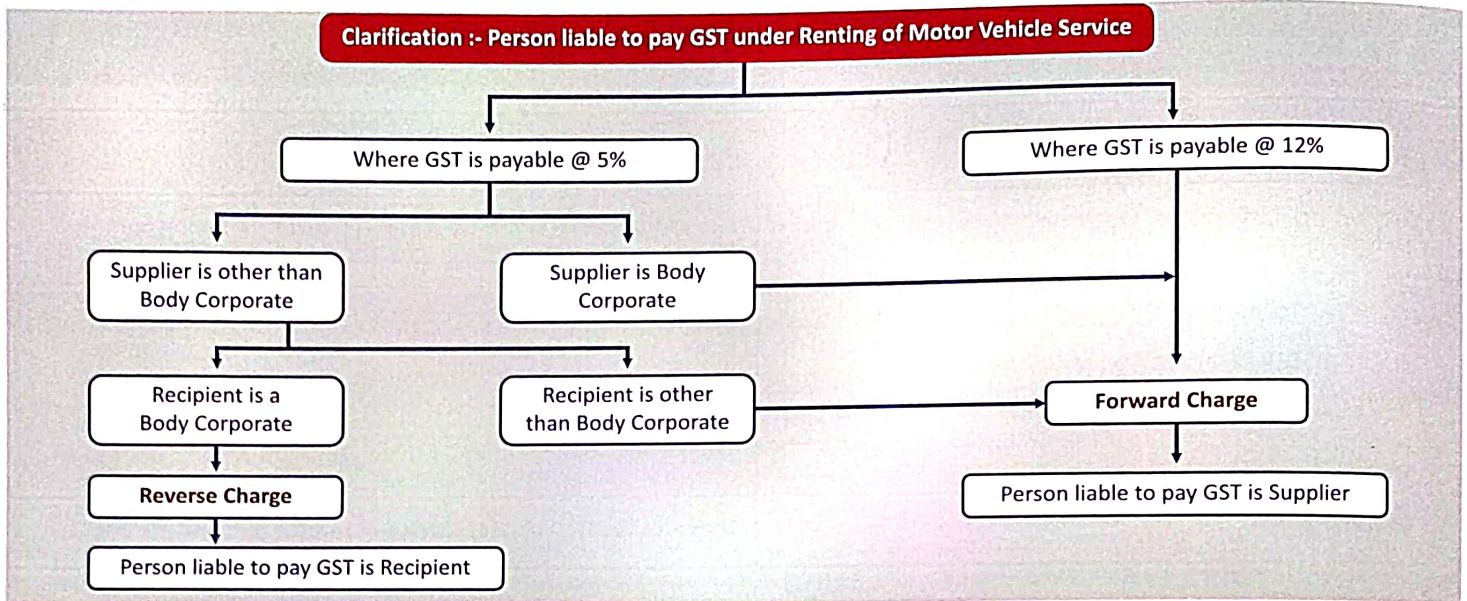 Clarification :- Person liable to pay GST under Renting of Motor Vehicle Service
Where GST is payable @ 5%
Where GST is payable @ 12%
Supplier is other than
Body Corporate
Supplier is Body
Corporate
Recipient is a
Body Corporate
Recipient is other
than Body Corporate
Forward Charge
Reverse Charge
Person liable to pay GST is Supplier
Person liable to pay GST is Recipient